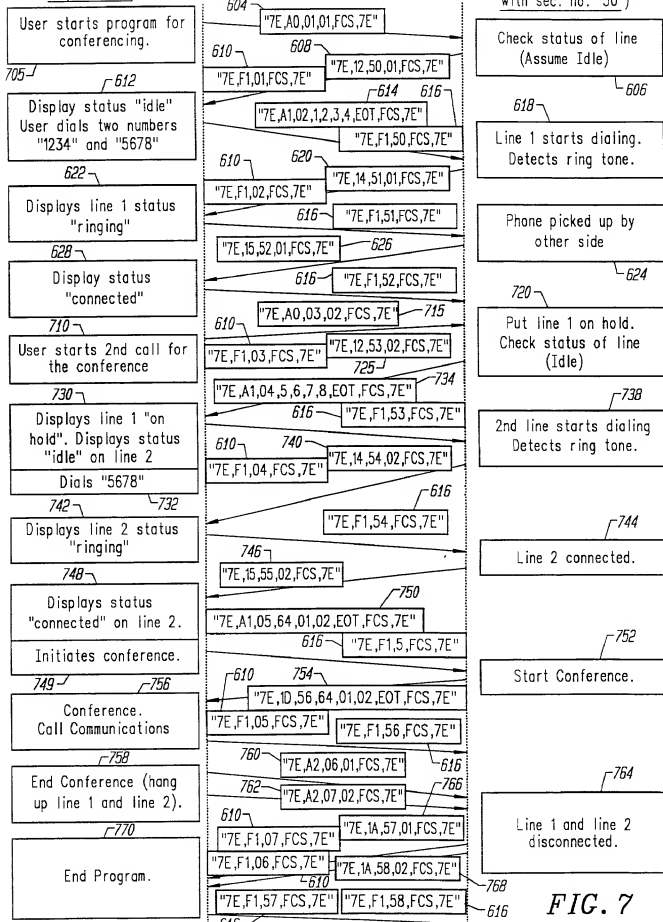 604
"7E,A0,01,01,FCS,7E"
with sec. no. 50")
User starts program for
conferencing.
705
610
608
"7E,12,50,01,FCS,7E"
"7E,F1,01,FCS,7E"
Check status of line
(Assume Idle)
606
612
Display status "idle"
User dials two numbers
"1234" and "5678"
614
616
"7E,A1,02,1,2,3,4,EOT,FCS,7E"
"7E,F1,50,FCS,7E"
618
Line 1 starts dialing.
Detects ring tone.
610
620
"7E,14,51,01,FCS,7E"
"7E,F1,02,FCS,7E"
622
Displays line 1 status
"ringing"
616
"7E,F1,51,FCS,7E"
"7E,15,52,01,FCS,7E"
626
Phone picked up by
other side
624
628
Display status
"connected"
616
"7E,F1,52,FCS,7E"
"7E,A0,03,02,FCS,7E"
715
720
Put line 1 on hold.
Check status of line
(Idle)
710
User starts 2nd call for
the conference
610
"7E,F1,03,FCS,7E"
"7E,12,53,02,FCS,7E"
725
"7E,A1,04,5,6,7,8,EOT,FCS,7E"
734
730
Displays line 1 "on
hold". Displays status
"idle" on line 2
Dials "5678"
732
616
"7E,F1,53,FCS,7E"
738
2nd line starts dialing
Detects ring tone.
610
740
"7E,14,54,02,FCS,7E"
"7E,F1,04,FCS,7E"
742
Displays line 2 status
"ringing"
616
"7E,F1,54,FCS,7E"
744
Line 2 connected.
746
"7E,15,55,02,FCS,7E"
748
Displays status
"connected" on line 2.
Initiates conference.
749
750
"7E,A1,05,64,01,02,EOT,FCS,7E"
616
"7E,F1,5,FCS,7E"
752
Start Conference.
610
754
"7E,1D,56,64,01,02,EOT,FCS,7E"
756
Conference.
Call Communications
"7E,F1,05,FCS,7E"
"7E,F1,56,FCS,7E"
616
758
End Conference (hang
up line 1 and line 2).
760
"7E,A2,06,01,FCS,7E"
762
"7E,A2,07,02,FCS,7E"
766
764
Line 1 and line 2
disconnected.
610
"7E,1A,57,01,FCS,7E"
"7E,F1,07,FCS,7E"
770
End Program.
"7E,F1,06,FCS,7E"
610
"7E,1A,58,02,FCS,7E"
768
"7E,F1,57,FCS,7E"
"7E,F1,58,FCS,7E"
616
616
FIG. 7